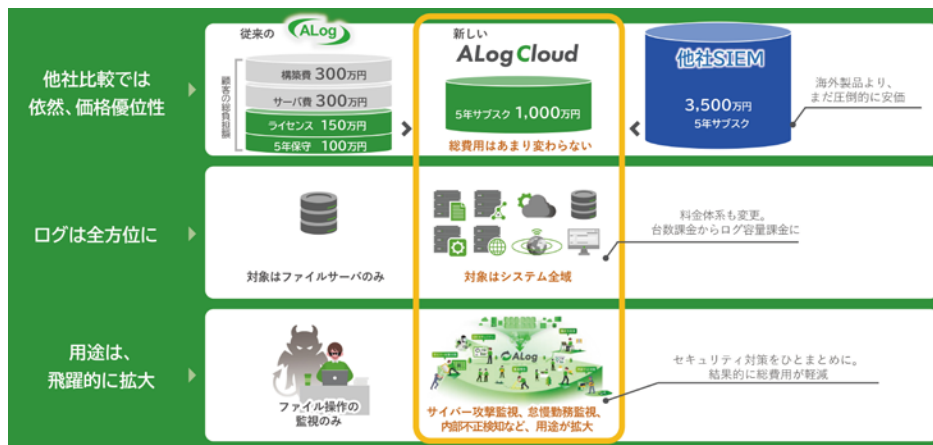 他社比較では
依然、価格優位性
従来の ALog
顧客の総負担額
構築費 300万円
サーバ費 300万円
ライセンス 150万円
5年保守 100万円
新しい
ALog Cloud
5年サブスク 1,000万円
総費用はあまり変わらない
他社SIEM
3,500万円
5年サブスク
海外製品より、
まだ圧倒的に安価
ログは全方位に
対象はファイルサーバのみ
対象はシステム全域
料金体系も変更。
台数課金からログ容量課金に
用途は、
飛躍的に拡大
ファイル操作の
監視のみ
ALog
サイバー攻撃監視、怠慢勤務監視、
内部不正検知など、用途が拡大
セキュリティ対策をひとまとめに。
結果的に総費用が軽減